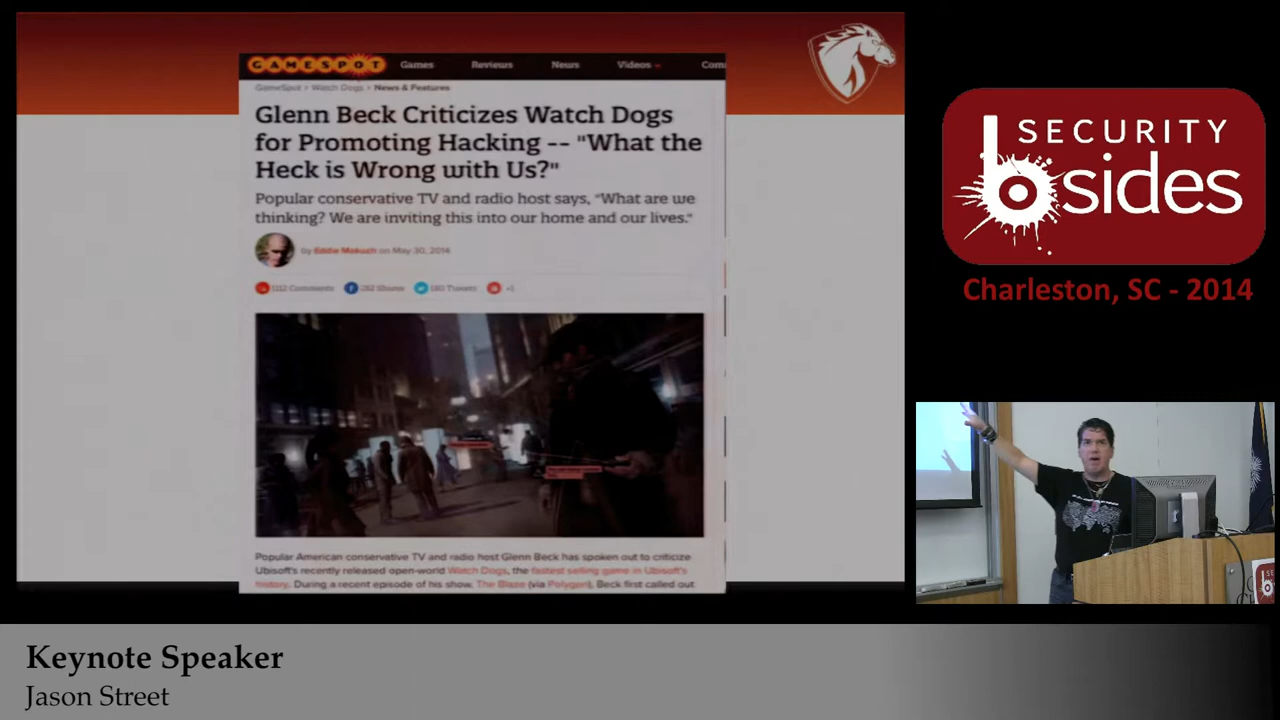 GAMESPOT Games Reviews News Videos Com
GameSpot > Watch Dogs > News & Features
Glenn Beck Criticizes Watch Dogs
for Promoting Hacking -- "What the
Heck is Wrong with Us?"
Popular conservative TV and radio host says, "What are we
thinking? We are inviting this into our home and our lives."
by Eddie Makuch on May 30, 2014
Comments Shares Tweets +1
Popular American conservative TV and radio host Glenn Beck has spoken out to criticize
Ubisoft's recently released open-world Watch Dogs, the fastest selling game in Ubisoft's
history. During a recent episode of his show, The Blaze (via Polygon), Beck first called out
SECURITY
bsides
Charleston, SC - 2014
Keynote Speaker
Jason Street